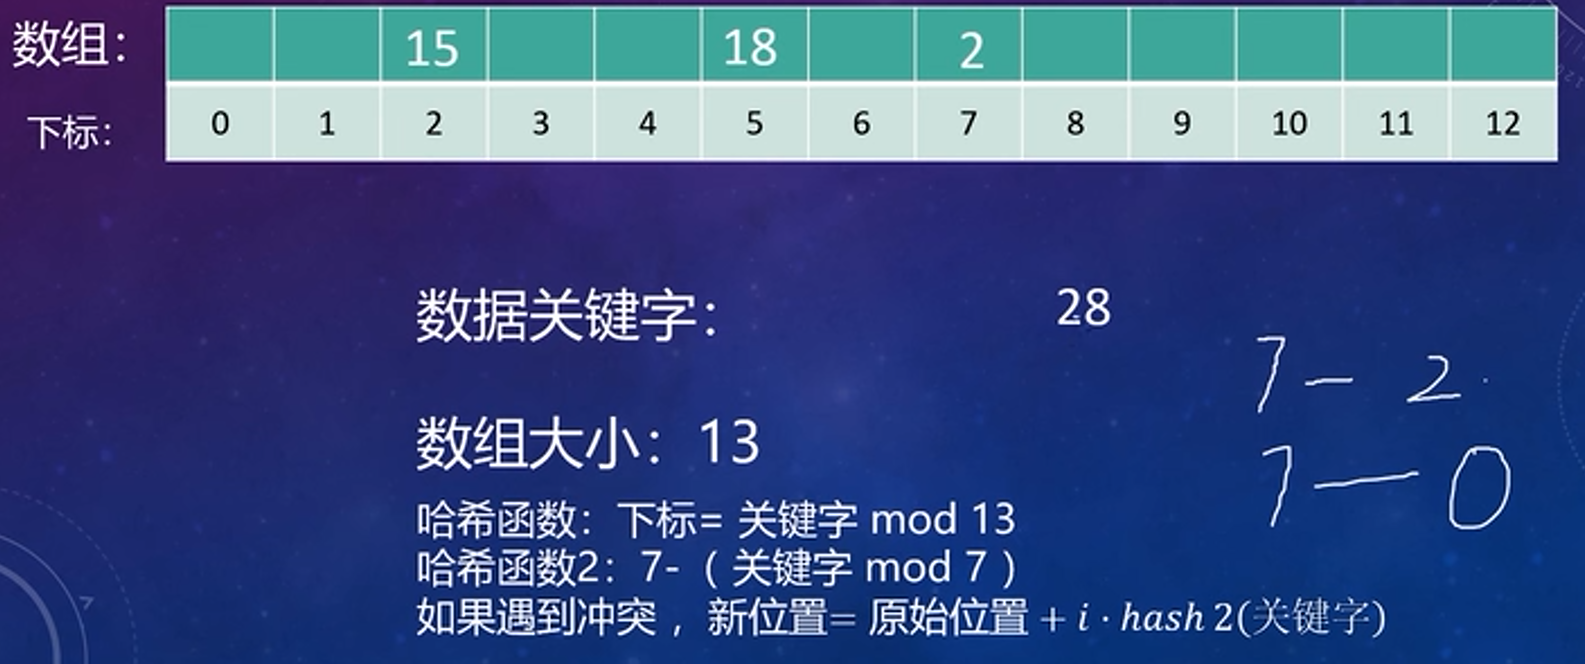 数组： 15 18 2
下标： 0 1 2 3 4 5 6 7 8 9 10 11 12
数据关键字： 28
7 - 2
数组大小：13
7 - 0
哈希函数：下标= 关键字 mod 13
哈希函数2：7-（ 关键字 mod 7 ）
如果遇到冲突 ，新位置= 原始位置 + i · hash 2(关键字)